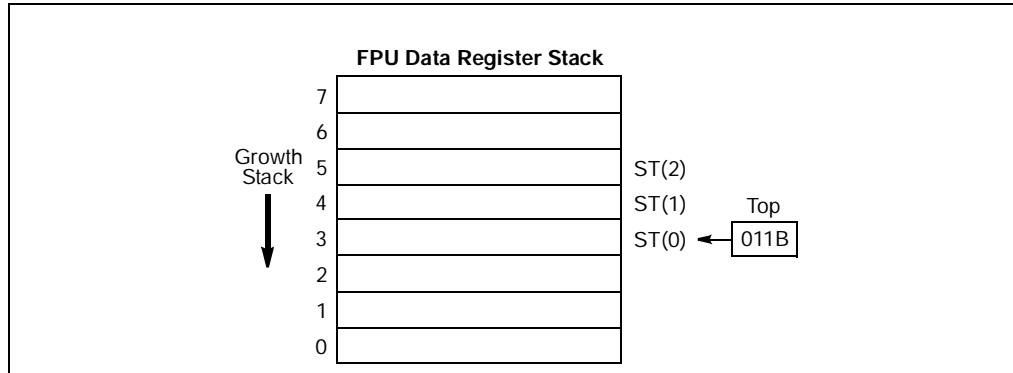 FPU Data Register Stack
7
6
Growth
Stack
5
ST(2)
4
ST(1)
Top
3
ST(0)
011B
2
1
0